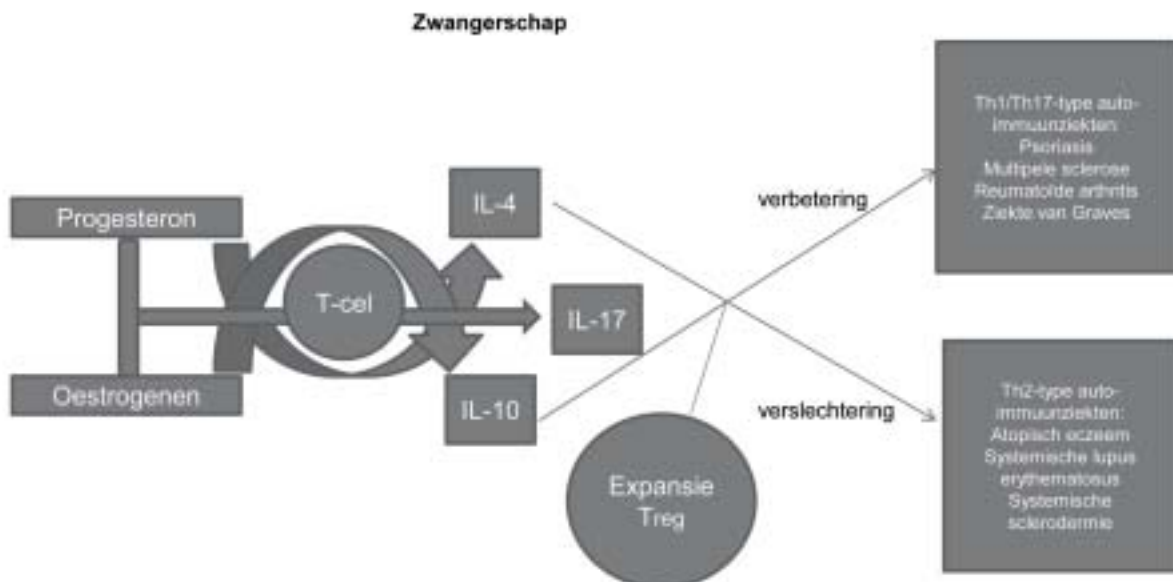 Zwangerschap
Progesteron
Oestrogenen
T-cel
IL-4
IL-17
IL-10
Expansie
Treg
verbetering
verslechtering
Th1/Th17-type auto-
immuunziekten:
Psoriasis
Multipele sclerose
Reumatoïde arthritis
Ziekte van Graves
Th2-type auto-
immuunziekten:
Atopisch eczeem
Systemische lupus
erythematosus
Systemische
sclerodermie